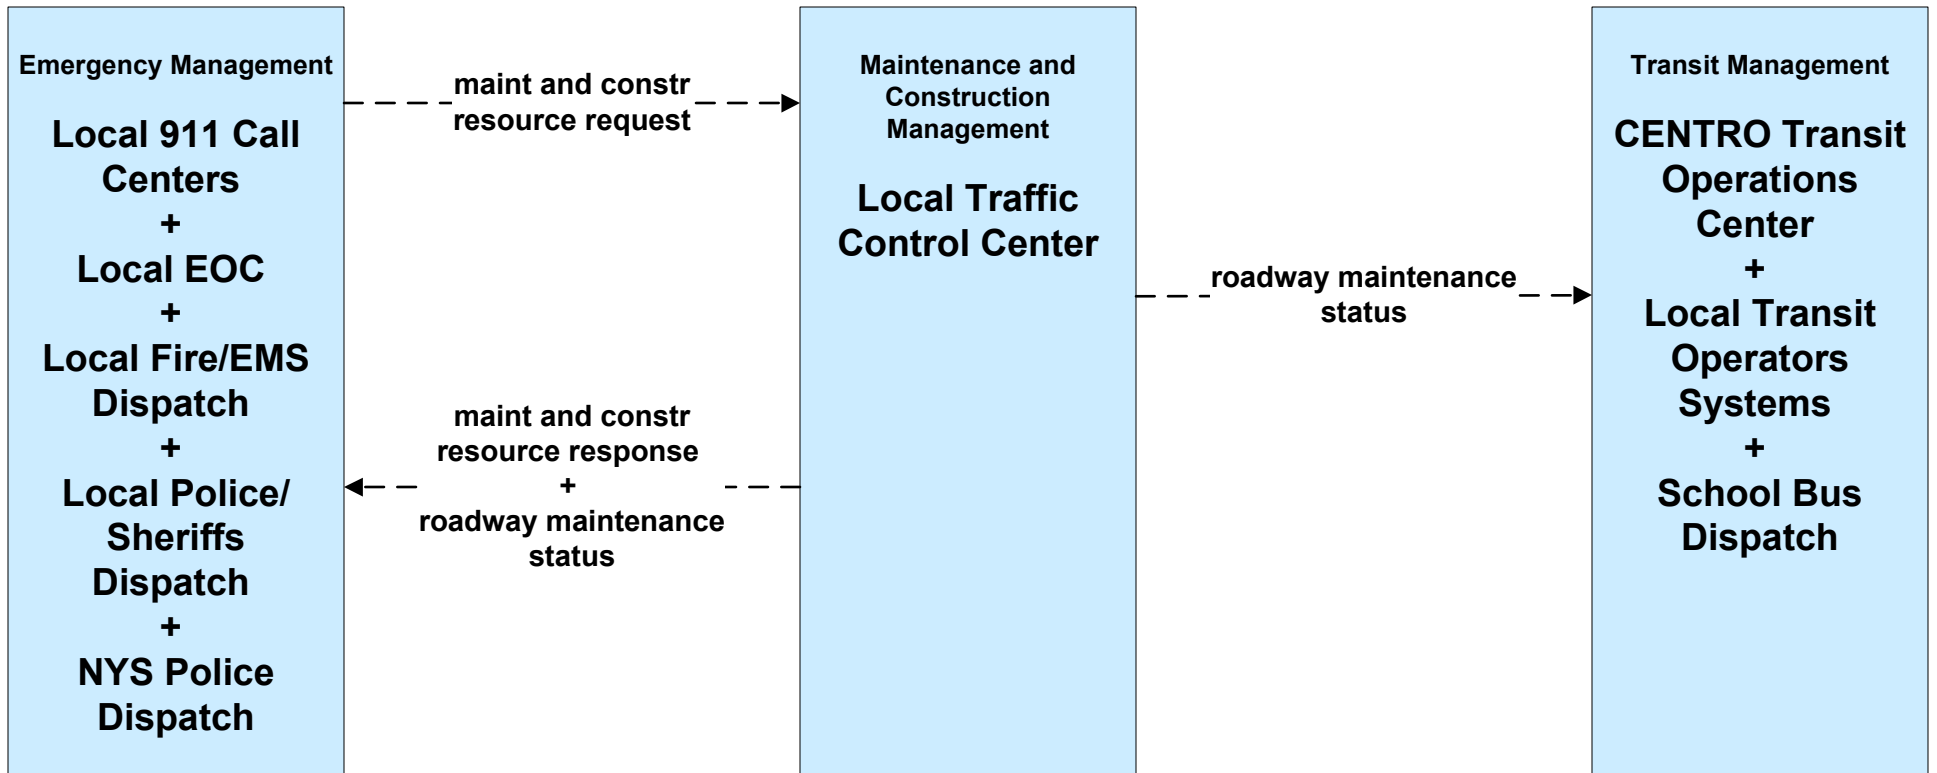 Emergency Management
Local 911 Call
Centers
+
Local EOC
+
Local Fire/EMS
Dispatch
+
Local Police/
Sheriffs
Dispatch
+
NYS Police
Dispatch
maint and constr
resource request
maint and constr
resource response
+
roadway maintenance
status
Maintenance and
Construction
Management
Local Traffic
Control Center
roadway maintenance
status
Transit Management
CENTRO Transit
Operations
Center
+
Local Transit
Operators
Systems
+
School Bus
Dispatch